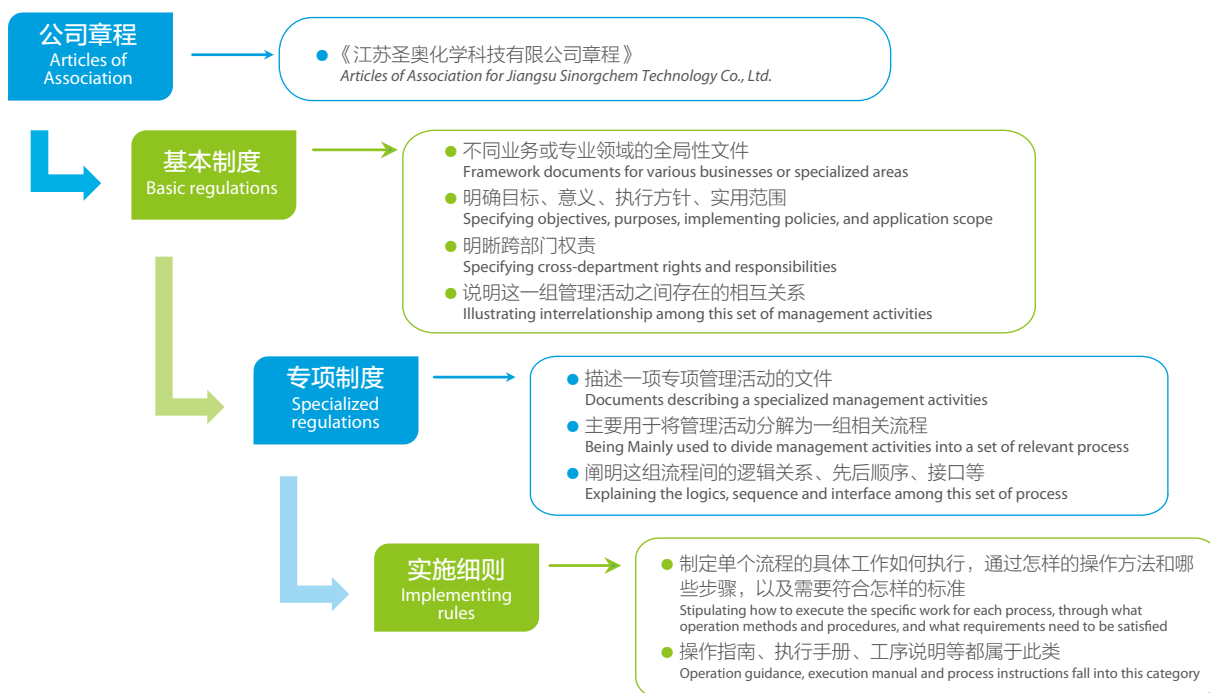 公司章程
Articles of
Association
《江苏圣奥化学科技有限公司章程》
Articles of Association for Jiangsu Sinorgchem Technology Co., Ltd.
基本制度
Basic regulations
不同业务或专业领域的全局性文件
Framework documents for various businesses or specialized areas
明确目标、意义、执行方针、实用范围
Specifying objectives, purposes, implementing policies, and application scope
明晰跨部门权责
Specifying cross-department rights and responsibilities
说明这一组管理活动之间存在的相互关系
Illustrating interrelationship among this set of management activities
专项制度
Specialized
regulations
描述一项专项管理活动的文件
Documents describing a specialized management activities
主要用于将管理活动分解为一组相关流程
Being Mainly used to divide management activities into a set of relevant process
阐明这组流程间的逻辑关系、先后顺序、接口等
Explaining the logics, sequence and interface among this set of process
实施细则
Implementing
rules
制定单个流程的具体工作如何执行，通过怎样的操作方法和哪
些步骤，以及需要符合怎样的标准
Stipulating how to execute the specific work for each process, through what
operation methods and procedures, and what requirements need to be satisfied
操作指南、执行手册、工序说明等都属于此类
Operation guidance, execution manual and process instructions fall into this category